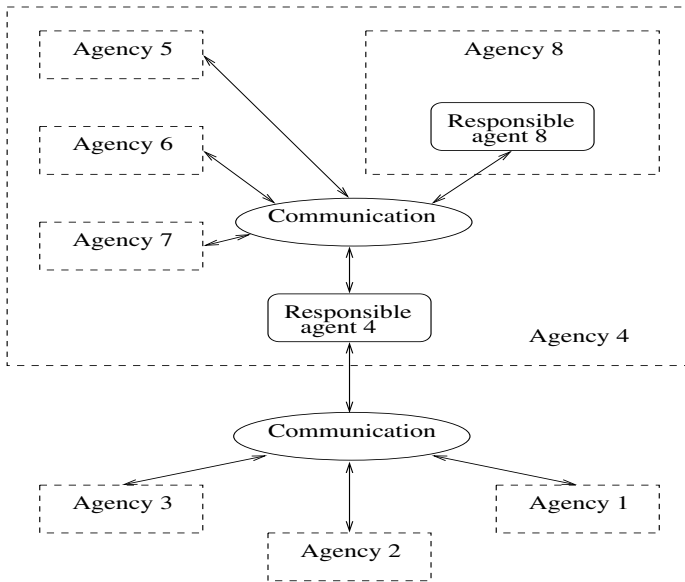 Agency 5
Agency 8
Agency 6
Responsible
agent 8
Agency 7
Communication
Responsible
agent 4
Agency 4
Communication
Agency 3
Agency 1
Agency 2